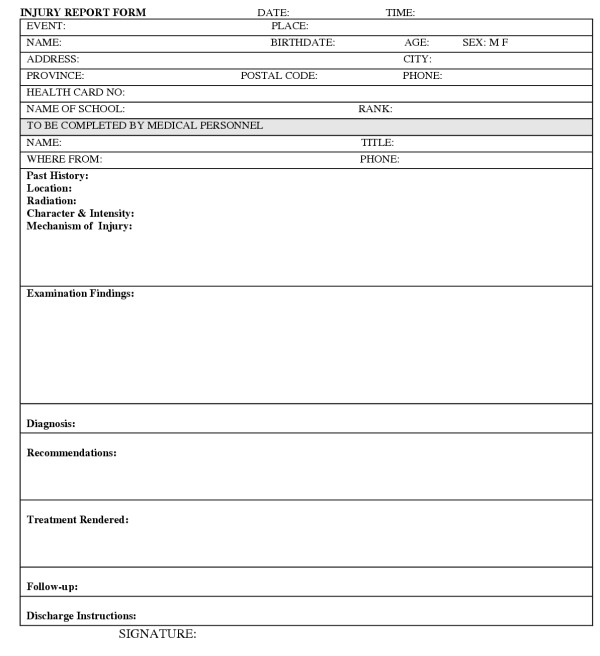 INJURY REPORT FORM DATE: TIME:
EVENT: PLACE:
NAME: BIRTHDATE: AGE: SEX: M F
ADDRESS: CITY:
PROVINCE: POSTAL CODE: PHONE:
HEALTH CARD NO:
NAME OF SCHOOL: RANK:
TO BE COMPLETED BY MEDICAL PERSONNEL
NAME: TITLE:
WHERE FROM: PHONE:
Past History:
Location:
Radiation:
Character & Intensity:
Mechanism of Injury:
Examination Findings:
Diagnosis:
Recommendations:
Treatment Rendered:
Follow-up:
Discharge Instructions:
SIGNATURE: